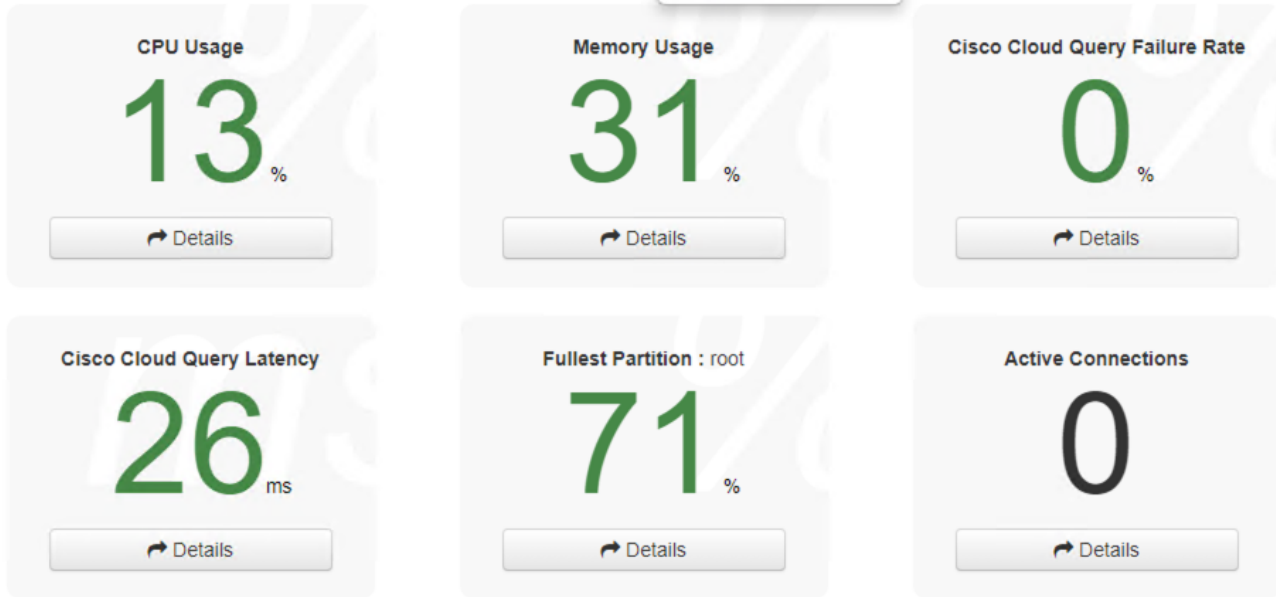 CPU Usage
13 %
Details
Memory Usage
31 %
Details
Cisco Cloud Query Failure Rate
0 %
Details
Cisco Cloud Query Latency
26 ms
Details
Fullest Partition : root
71 %
Details
Active Connections
0
Details